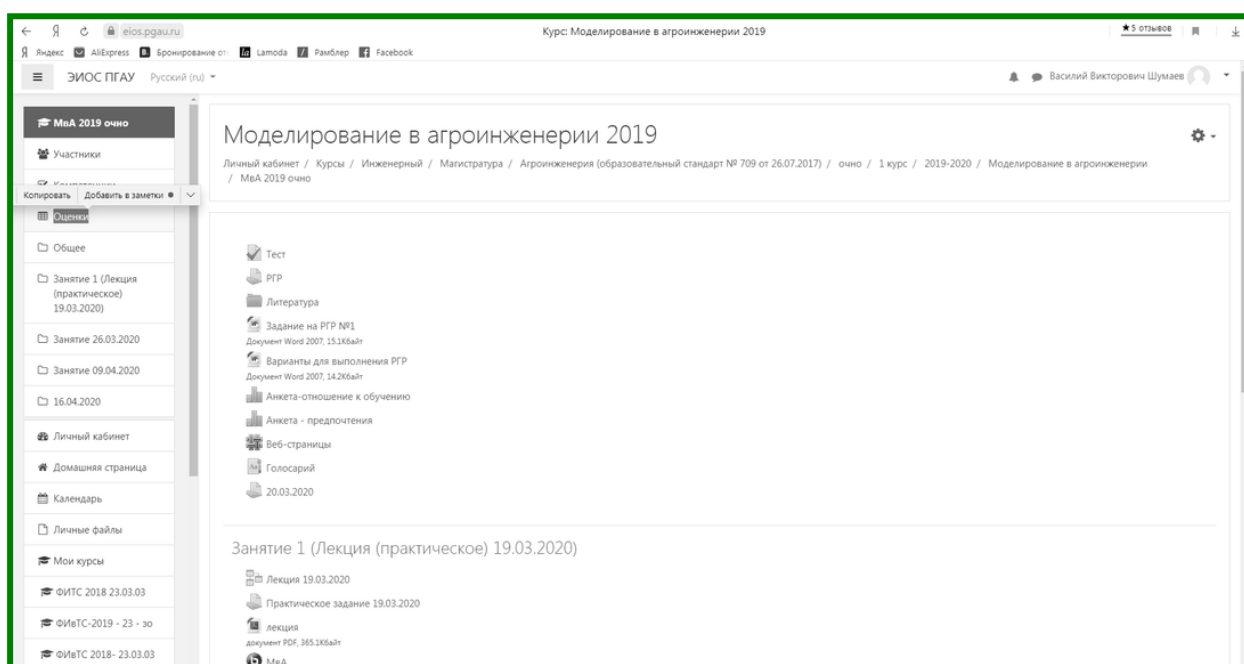 eios.pgau.ru
Курс: Моделирование в агроинженерии 2019
★5 отзывов
Яндекс AliExpress Бронирование от Lamoda Рамблер Facebook
ЭИОС ПГАУ Русский (ru)
Василий Викторович Шумаев
МвА 2019 очно
Участники
Компетенции
Копировать Добавить в заметки
Оценки
Общее
Занятие 1 (Лекция
(практическое)
19.03.2020)
Занятие 26.03.2020
Занятие 09.04.2020
16.04.2020
Личный кабинет
Домашняя страница
Календарь
Личные файлы
Мои курсы
ФИТС 2018 23.03.03
ФИвТС-2019 - 23 - зо
ФИвТС 2018- 23.03.03
Моделирование в агроинженерии 2019
Личный кабинет / Курсы / Инженерный / Магистратура / Агроинженерия (образовательный стандарт № 709 от 26.07.2017) / очно / 1 курс / 2019-2020 / Моделирование в агроинженерии
/ МвА 2019 очно
Тест
РГР
Литература
Задание на РГР №1
Документ Word 2007, 15.1Кбайт
Варианты для выполнения РГР
Документ Word 2007, 14.2Кбайт
Анкета-отношение к обучению
Анкета - предпочтения
Веб-страницы
Голосарий
20.03.2020
Занятие 1 (Лекция (практическое) 19.03.2020)
Лекция 19.03.2020
Практическое задание 19.03.2020
лекция
документ PDF, 365.1Кбайт
МвА